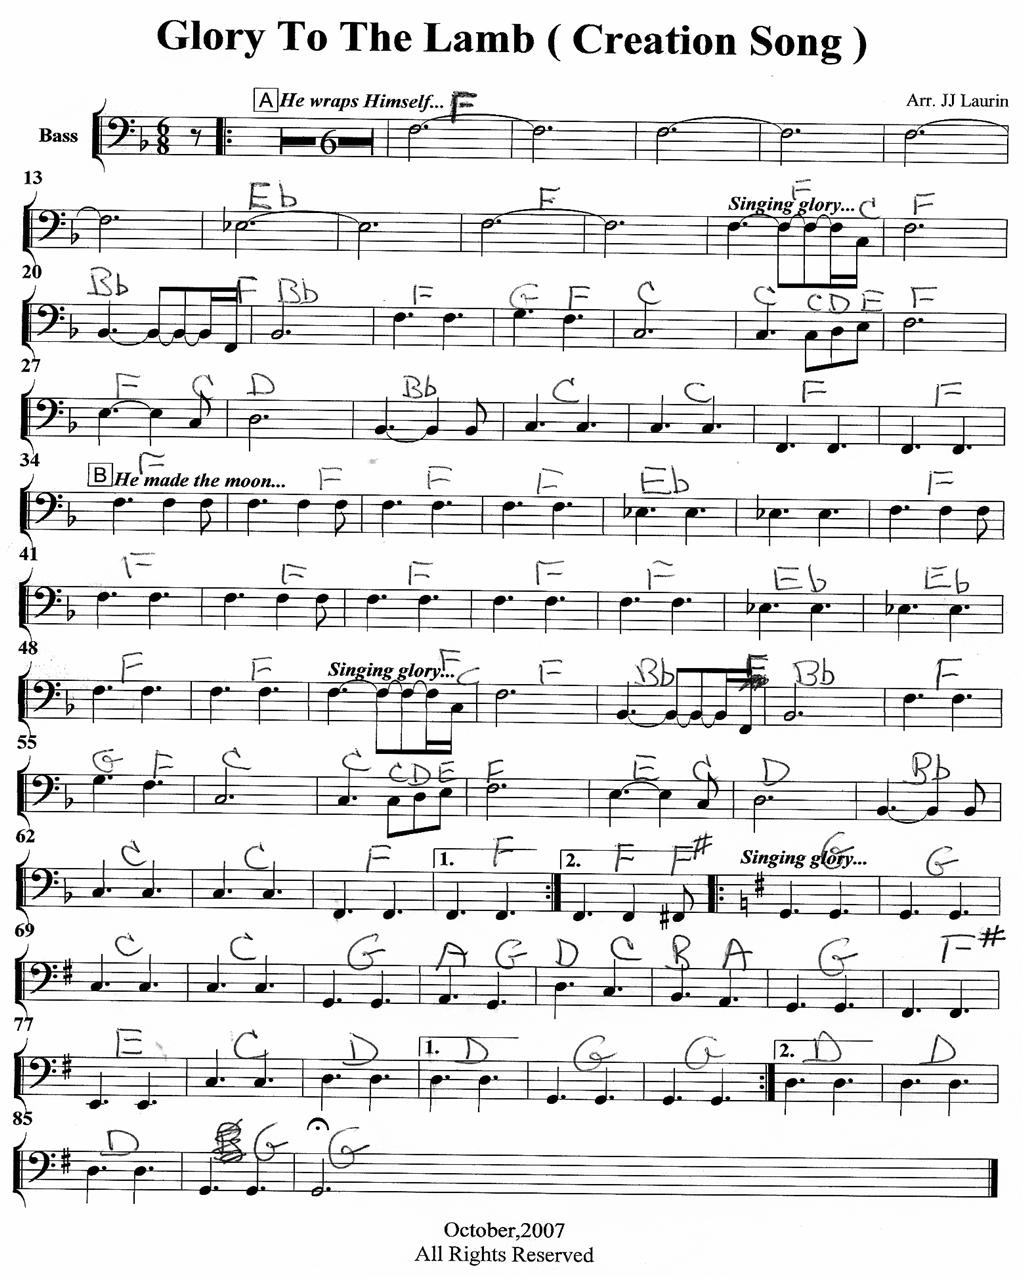 Glory To The Lamb ( Creation Song )
A He wraps Himself... F
Arr. JJ Laurin
Bass 6 8 6
13 Eb F Singing glory... F C F
20 Bb F Bb F G F C C C D E F
27 E C D Bb C C F F
34 B He made the moon... F F F F Eb F
41 F F F F F Eb Eb
48 F F Singing glory... F C F Bb F Bb F
55 G F C C C D E F E C D Bb
62 C C F 1. F 2. F F# Singing glory... G G
69 C C G A G D C B A G F#
77 E C D 1. D G G 2. D D
85 D G G
October,2007
All Rights Reserved